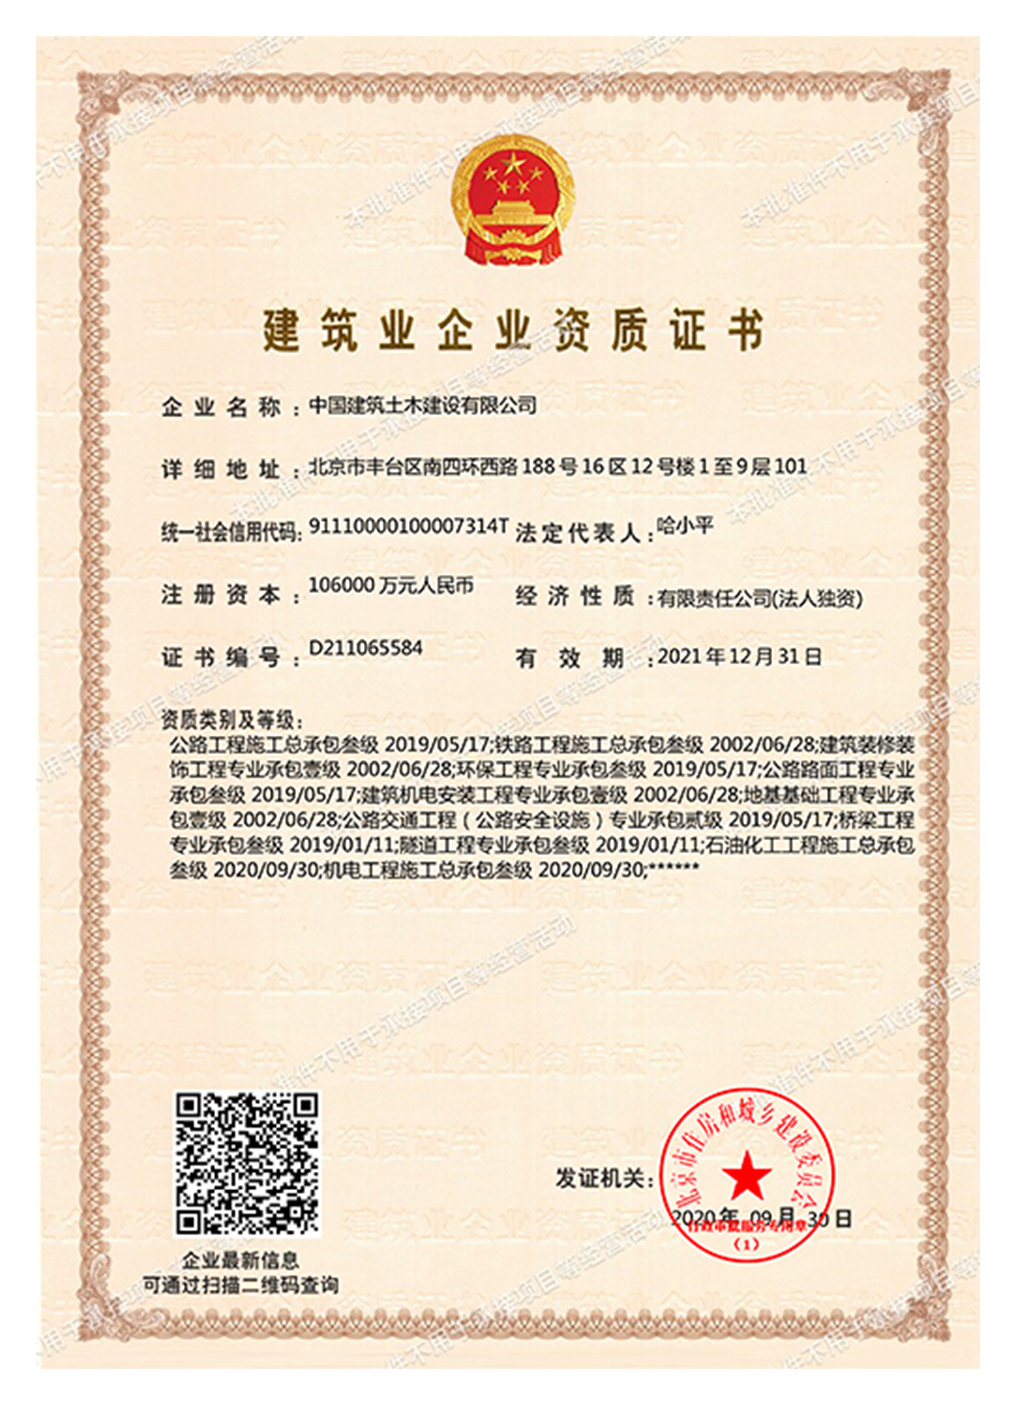 建筑业企业资质证书
企业名称：中国建筑土木建设有限公司
详细地址：北京市丰台区南四环西路188号16区12号楼1至9层101
统一社会信用代码：91110000100007314T 法定代表人：哈小平
注册资本：106000万元人民币 经济性质：有限责任公司(法人独资)
证书编号：D211065584 有效期：2021年12月31日
资质类别及等级：
公路工程施工总承包叁级 2019/05/17;铁路工程施工总承包叁级 2002/06/28;建筑装修装
饰工程专业承包壹级 2002/06/28;环保工程专业承包叁级 2019/05/17;公路路面工程专业
承包叁级 2019/05/17;建筑机电安装工程专业承包壹级 2002/06/28;地基基础工程专业承
包壹级 2002/06/28;公路交通工程（公路安全设施）专业承包贰级 2019/05/17;桥梁工程
专业承包叁级 2019/01/11;隧道工程专业承包叁级 2019/01/11;石油化工工程施工总承包
叁级 2020/09/30;机电工程施工总承包叁级 2020/09/30;******
企业最新信息
可通过扫描二维码查询
发证机关：
北京市住房和城乡建设委员会
2020年 09月 30日
行政审批服务专用章
（1）
本批准件不用于承接项目等经营活动